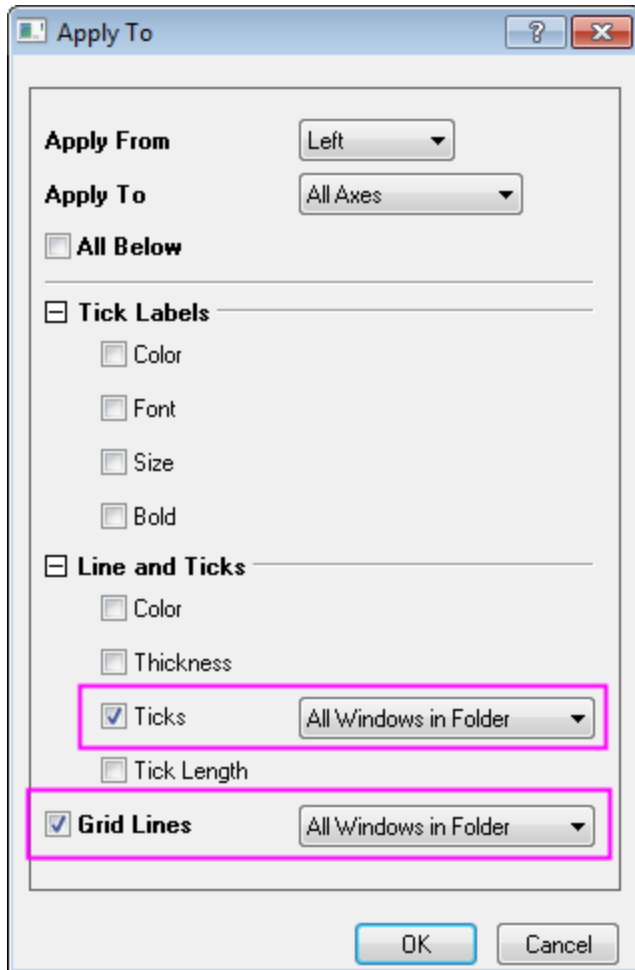 Apply To
Apply From Left
Apply To All Axes
All Below
Tick Labels
Color
Font
Size
Bold
Line and Ticks
Color
Thickness
Ticks All Windows in Folder
Tick Length
Grid Lines All Windows in Folder
OK Cancel